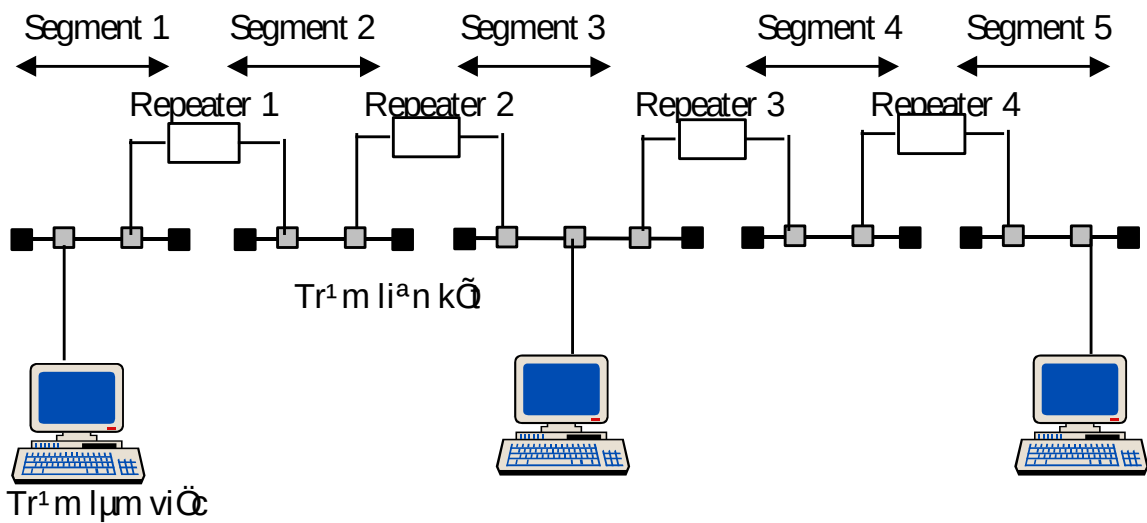 Segment 1 Segment 2 Segment 3 Segment 4 Segment 5
Repeater 1 Repeater 2 Repeater 3 Repeater 4
Tr¹m liªn kÕt
Tr¹m lµm viÖc